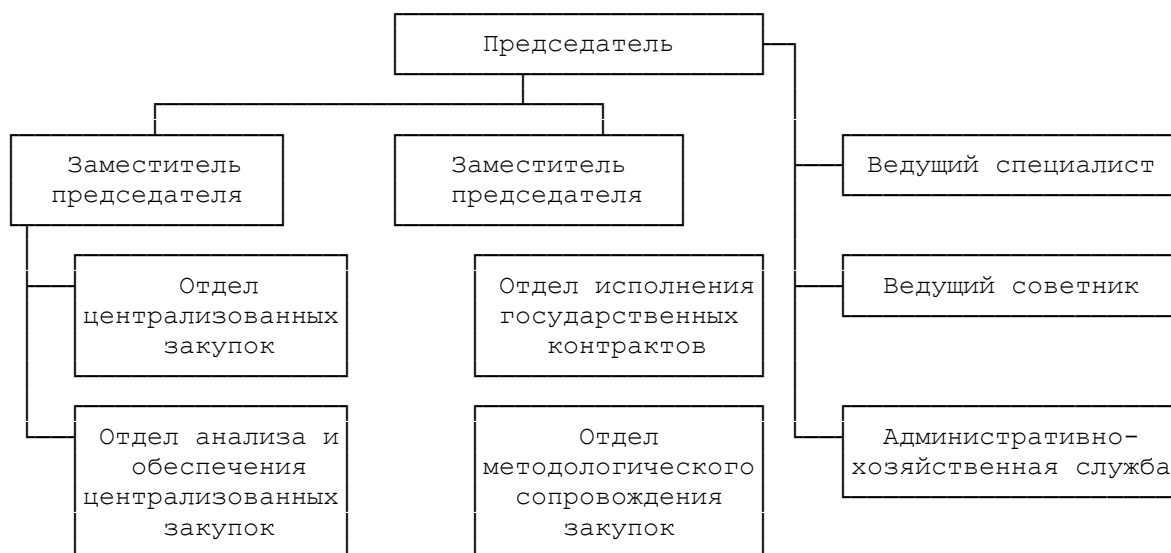 Председатель
Заместитель
председателя
Заместитель
председателя
Ведущий специалист
Отдел
централизованных
закупок
Отдел исполнения
государственных
контрактов
Ведущий советник
Отдел анализа и
обеспечения
централизованных
закупок
Отдел
методологического
сопровождения
закупок
Административно-
хозяйственная служба